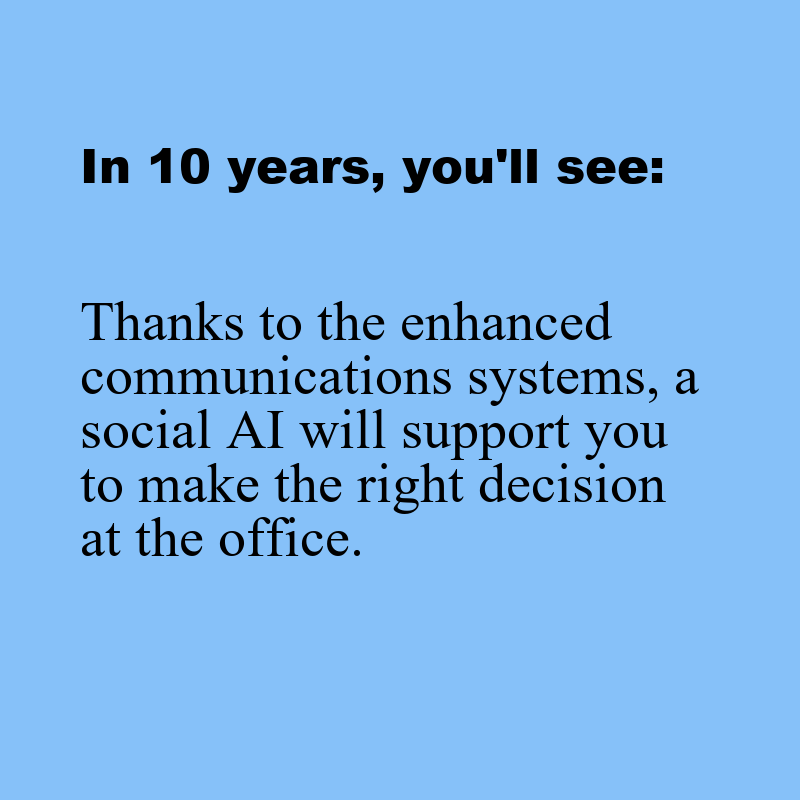 In 10 years, you'll see:
Thanks to the enhanced
communications systems, a
social AI will support you
to make the right decision
at the office.